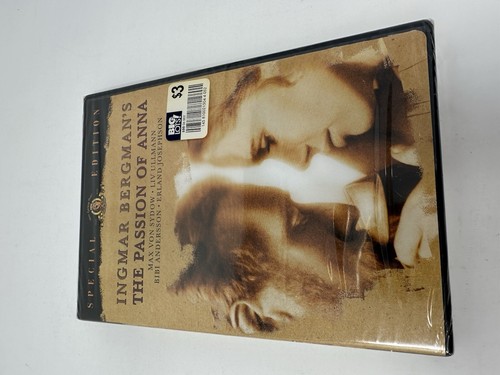 SPECIAL EDITION
INGMAR BERGMAN'S
THE PASSION OF ANNA
MAX VON SYDOW • LIV ULLMANN
BIBI ANDERSSON • ERLAND JOSEPHSON
$3
BIG
LOTS!